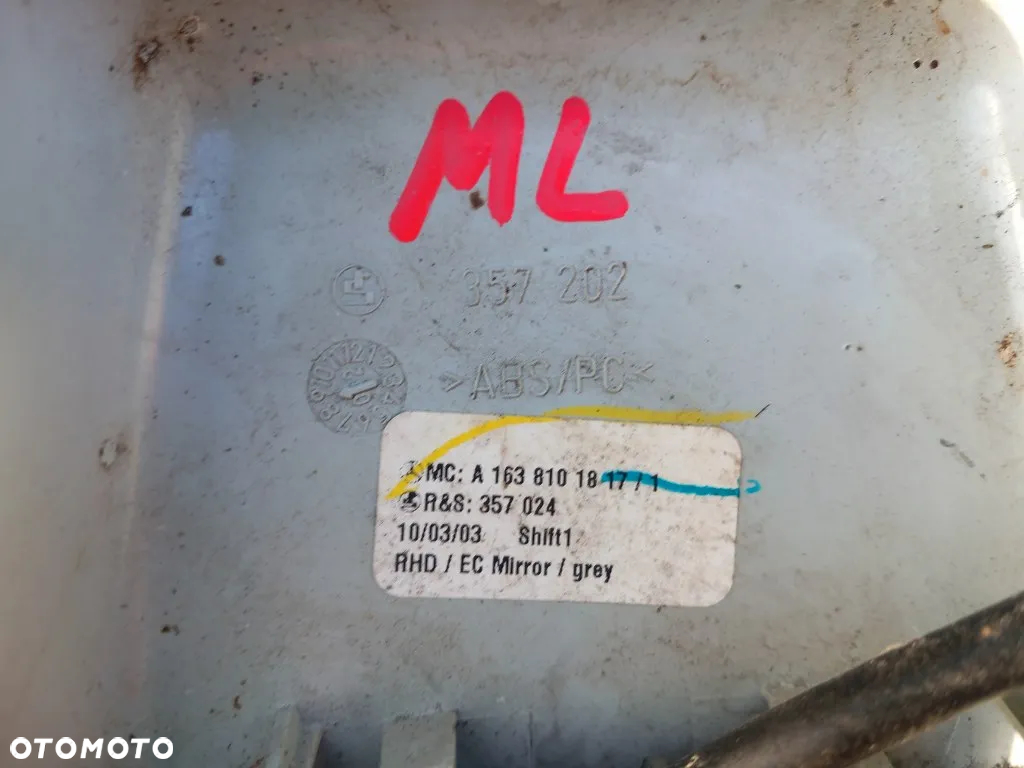 ML
357 202
>ABS/PC<
MC: A 163 810 18 17 / 1
R&S: 357 024
10/03/03 Shift1
RHD / EC Mirror / grey
OTOMOTO